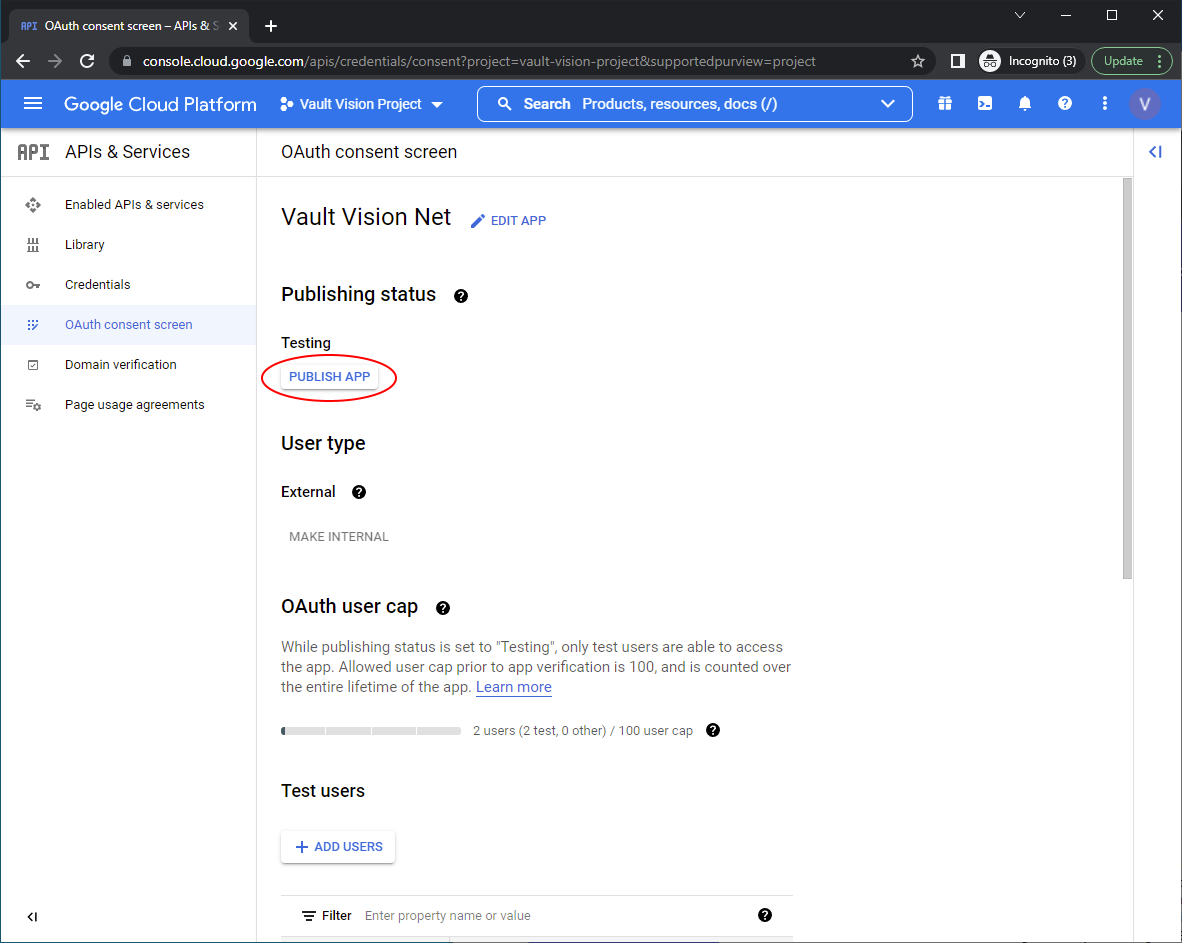 API OAuth consent screen – APIs & S
console.cloud.google.com/apis/credentials/consent?project=vault-vision-project&supportedpurview=project
Incognito (3)
Update
Google Cloud Platform
Vault Vision Project
Search Products, resources, docs (/)
V
API APIs & Services
OAuth consent screen
Enabled APIs & services
Library
Credentials
OAuth consent screen
Domain verification
Page usage agreements
Vault Vision Net
EDIT APP
Publishing status
Testing
PUBLISH APP
User type
External
MAKE INTERNAL
OAuth user cap
While publishing status is set to "Testing", only test users are able to access
the app. Allowed user cap prior to app verification is 100, and is counted over
the entire lifetime of the app. Learn more
2 users (2 test, 0 other) / 100 user cap
Test users
ADD USERS
Filter Enter property name or value